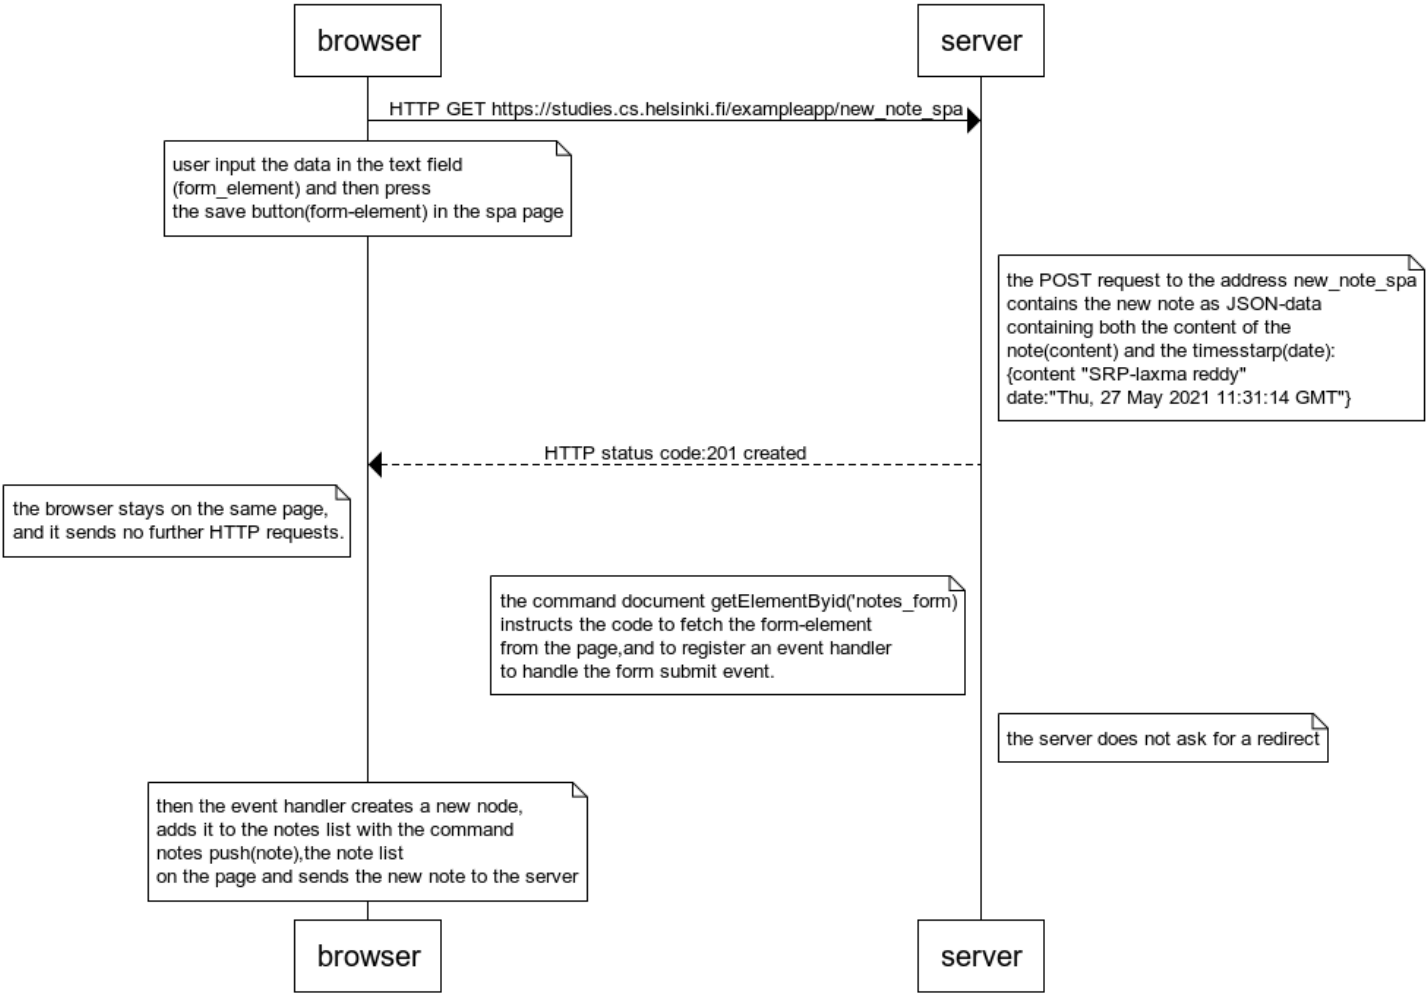 browser
server
HTTP GET https://studies.cs.helsinki.fi/exampleapp/new_note_spa
user input the data in the text field
(form_element) and then press
the save button(form-element) in the spa page
the POST request to the address new_note_spa
contains the new note as JSON-data
containing both the content of the
note(content) and the timesstarp(date):
{content "SRP-laxma reddy"
date:"Thu, 27 May 2021 11:31:14 GMT"}
HTTP status code:201 created
the browser stays on the same page,
and it sends no further HTTP requests.
the command document getElementByid('notes_form)
instructs the code to fetch the form-element
from the page,and to register an event handler
to handle the form submit event.
the server does not ask for a redirect
then the event handler creates a new node,
adds it to the notes list with the command
notes push(note),the note list
on the page and sends the new note to the server
browser
server